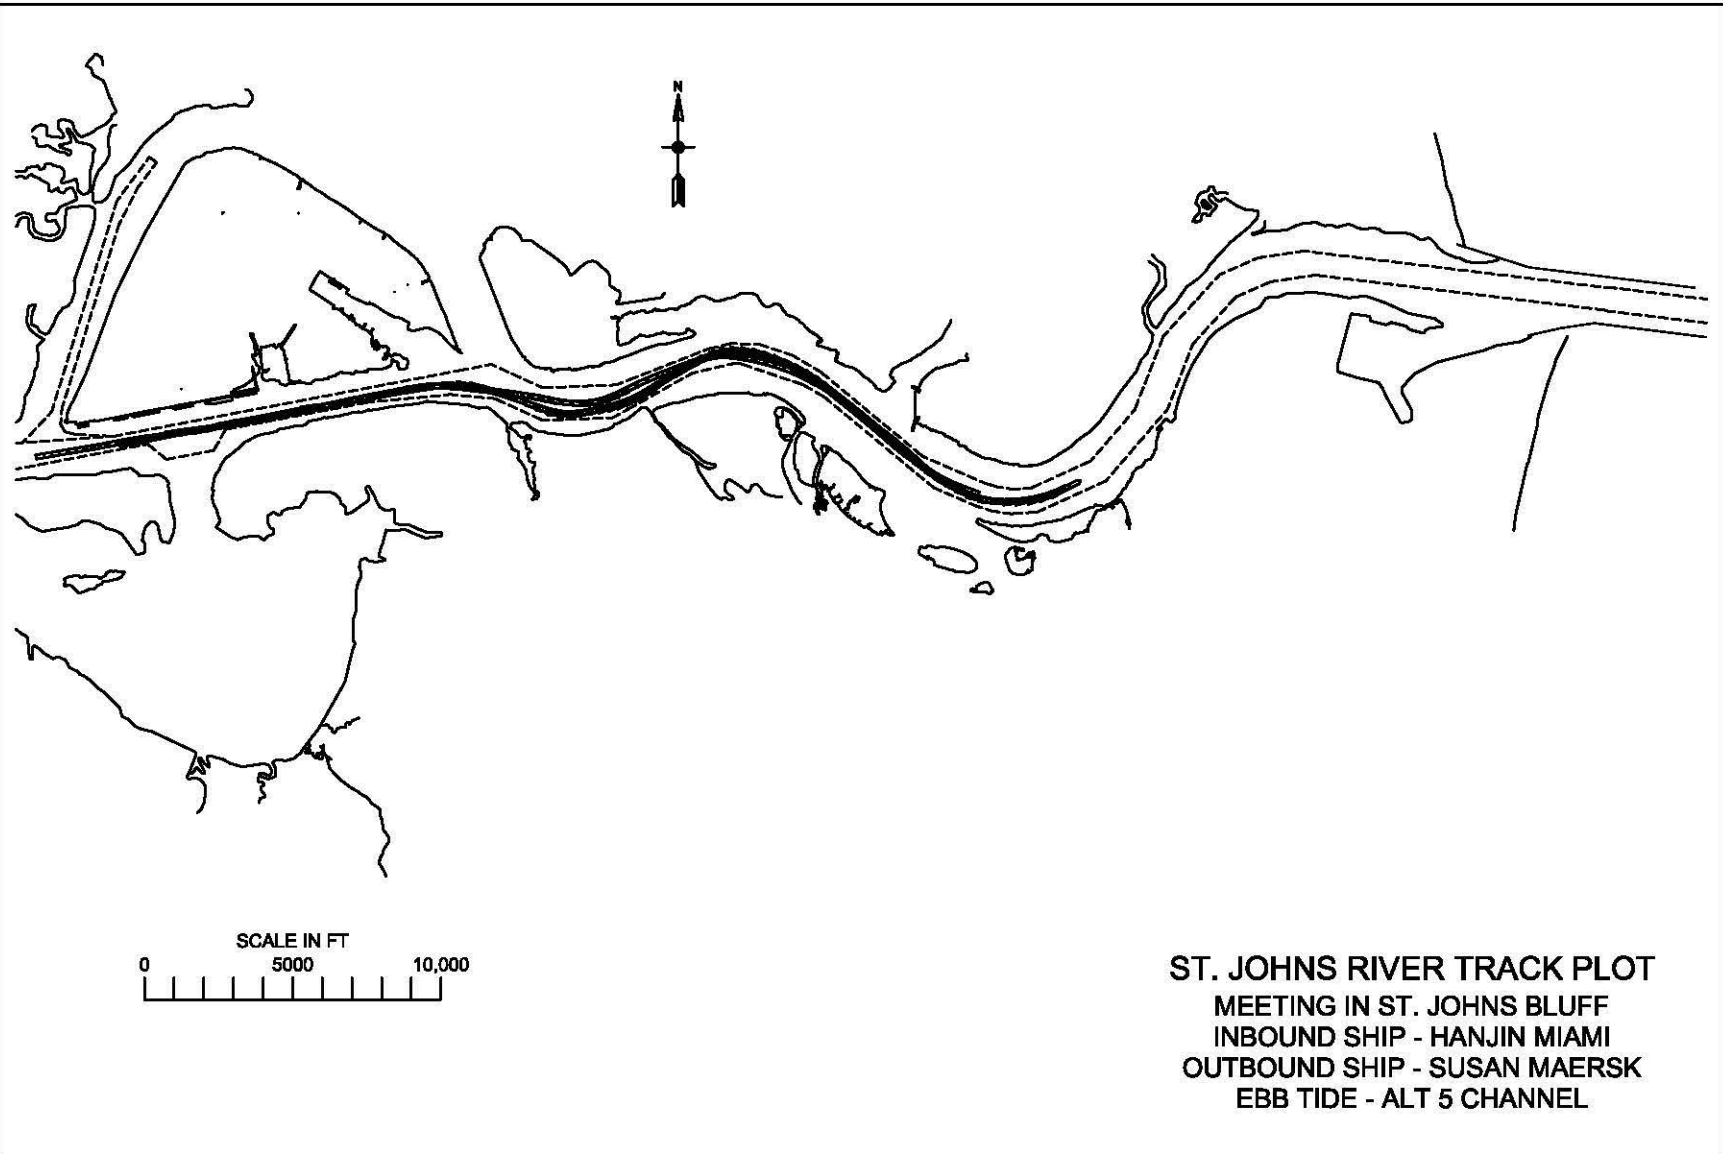 N
SCALE IN FT
0 5000 10,000
ST. JOHNS RIVER TRACK PLOT
MEETING IN ST. JOHNS BLUFF
INBOUND SHIP - HANJIN MIAMI
OUTBOUND SHIP - SUSAN MAERSK
EBB TIDE - ALT 5 CHANNEL